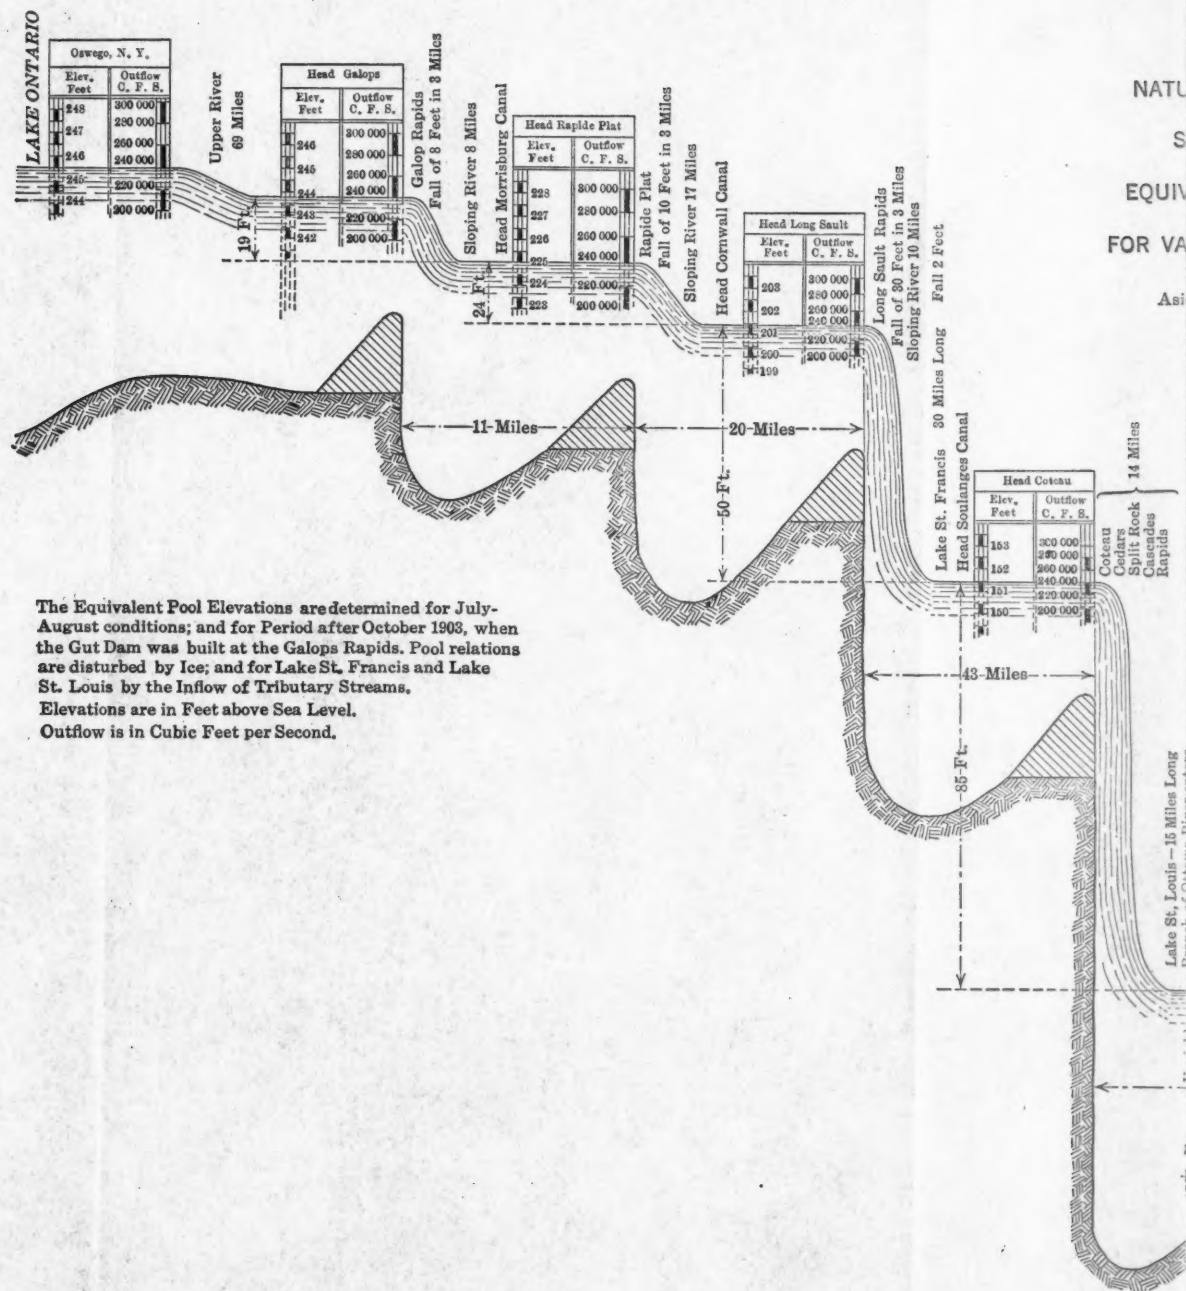 LAKE ONTARIO
Oswego, N. Y.
Elev. Feet
Outflow C. F. S.
248
247
246
245
244
300 000
280 000
260 000
240 000
220 000
200 000
Upper River
69 Miles
Head Galops
Elev. Feet
Outflow C. F. S.
246
245
244
243
242
300 000
280 000
260 000
240 000
220 000
200 000
19 Ft.
Galop Rapids
Fall of 8 Feet in 3 Miles
Sloping River 8 Miles
Head Morrisburg Canal
Head Rapide Plat
Elev. Feet
Outflow C. F. S.
228
227
226
225
224
223
300 000
280 000
260 000
240 000
220 000
200 000
24 Ft.
Rapide Plat
Fall of 10 Feet in 3 Miles
Sloping River 17 Miles
Head Cornwall Canal
Head Long Sault
Elev. Feet
Outflow C. F. S.
203
202
201
200
199
300 000
280 000
260 000
240 000
220 000
200 000
50 Ft.
Long Sault Rapids
Fall of 30 Feet in 3 Miles
Sloping River 10 Miles
Lake St. Francis 30 Miles Long Fall 2 Feet
Head Soulanges Canal
Head Coteau
Elev. Feet
Outflow C. F. S.
153
152
151
150
300 000
280 000
260 000
240 000
220 000
200 000
85 Ft.
Coteau
Cedars
Split Rock
Cascades
Rapids
14 Miles
Lake St, Louis – 15 Miles Long
11 Miles
20 Miles
43 Miles
NATU
S
EQUIV
FOR VA
Asi
The Equivalent Pool Elevations are determined for July-
August conditions; and for Period after October 1903, when
the Gut Dam was built at the Galops Rapids. Pool relations
are disturbed by Ice; and for Lake St. Francis and Lake
St. Louis by the Inflow of Tributary Streams.
Elevations are in Feet above Sea Level.
Outflow is in Cubic Feet per Second.